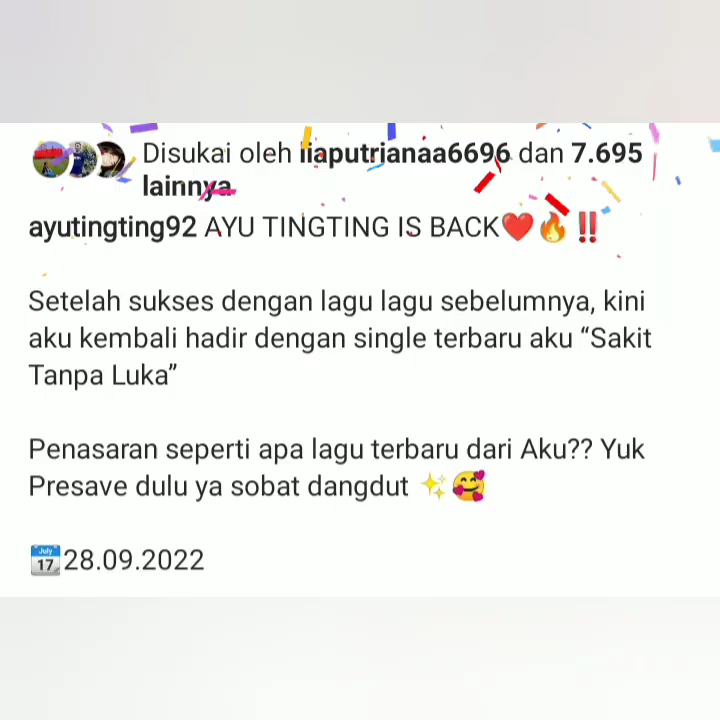 Disukai oleh liaputrianaa6696 dan 7.695
lainnya
ayutingting92 AYU TINGTING IS BACK❤️🔥‼️
Setelah sukses dengan lagu lagu sebelumnya, kini
aku kembali hadir dengan single terbaru aku “Sakit
Tanpa Luka”
Penasaran seperti apa lagu terbaru dari Aku?? Yuk
Presave dulu ya sobat dangdut ✨🥰
📅28.09.2022